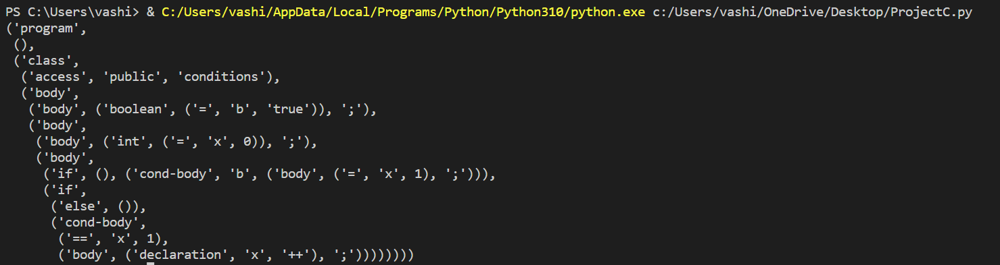 PS C:\Users\vashi> & C:/Users/vashi/AppData/Local/Programs/Python/Python310/python.exe c:/Users/vashi/OneDrive/Desktop/ProjectC.py
('program',
 (),
 ('class',
  ('access', 'public', 'conditions'),
  ('body',
   ('body', ('boolean', ('=', 'b', 'true')), ';'),
   ('body',
    ('body', ('int', ('=', 'x', 0)), ';'),
    ('body',
     ('if', (), ('cond-body', 'b', ('body', ('=', 'x', 1), ';'))),
     ('if',
      ('else', ()),
      ('cond-body',
       ('==', 'x', 1),
       ('body', ('declaration', 'x', '++'), ';'))))))))